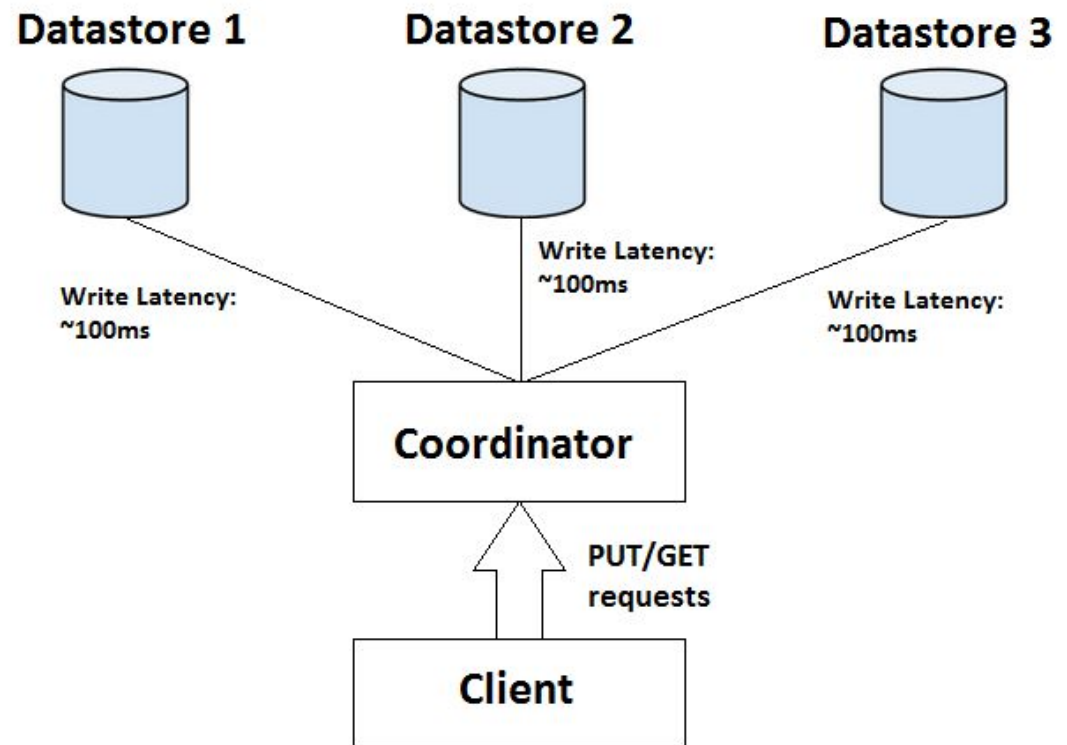 Datastore 1
Datastore 2
Datastore 3
Write Latency:
~100ms
Write Latency:
~100ms
Write Latency:
~100ms
Coordinator
PUT/GET
requests
Client